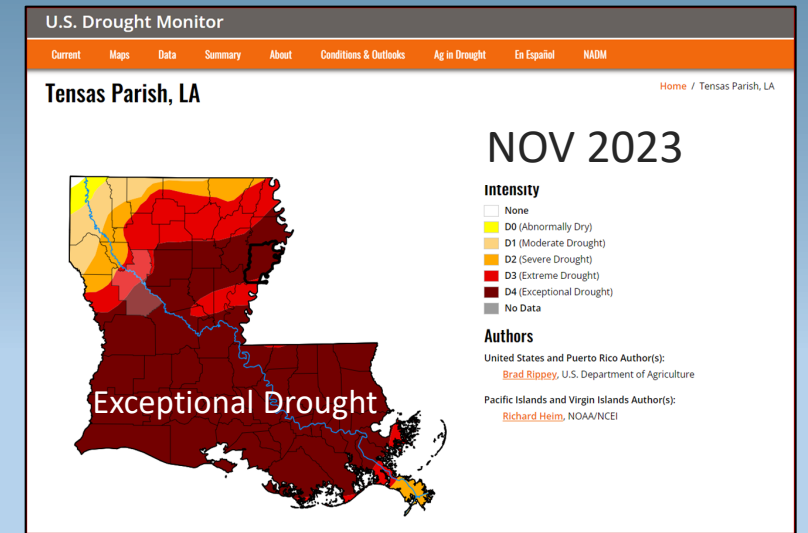 U.S. Drought Monitor
Current Maps Data Summary About Conditions & Outlooks Ag in Drought En Español NADM
Tensas Parish, LA
Home / Tensas Parish, LA
NOV 2023
Intensity
None
D0 (Abnormally Dry)
D1 (Moderate Drought)
D2 (Severe Drought)
D3 (Extreme Drought)
D4 (Exceptional Drought)
No Data
Authors
United States and Puerto Rico Author(s):
Brad Rippey, U.S. Department of Agriculture
Pacific Islands and Virgin Islands Author(s):
Richard Heim, NOAA/NCEI
Exceptional Drought